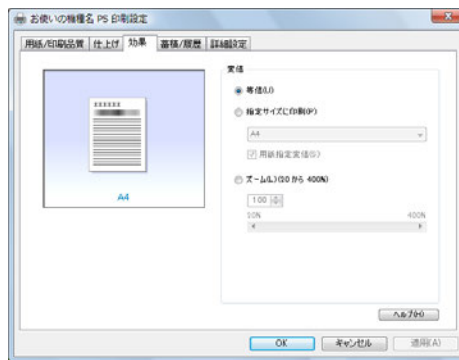 お使いの機種名 PS 印刷設定
用紙/印刷品質 仕上げ 効果 蓄積/履歴 詳細設定
A4
変倍
等倍(U)
指定サイズに印刷(P)
A4
用紙指定変倍(S)
ズーム(L)(20 から 400%)
100
20%
400%
ヘルプ(H)
OK キャンセル 適用(A)